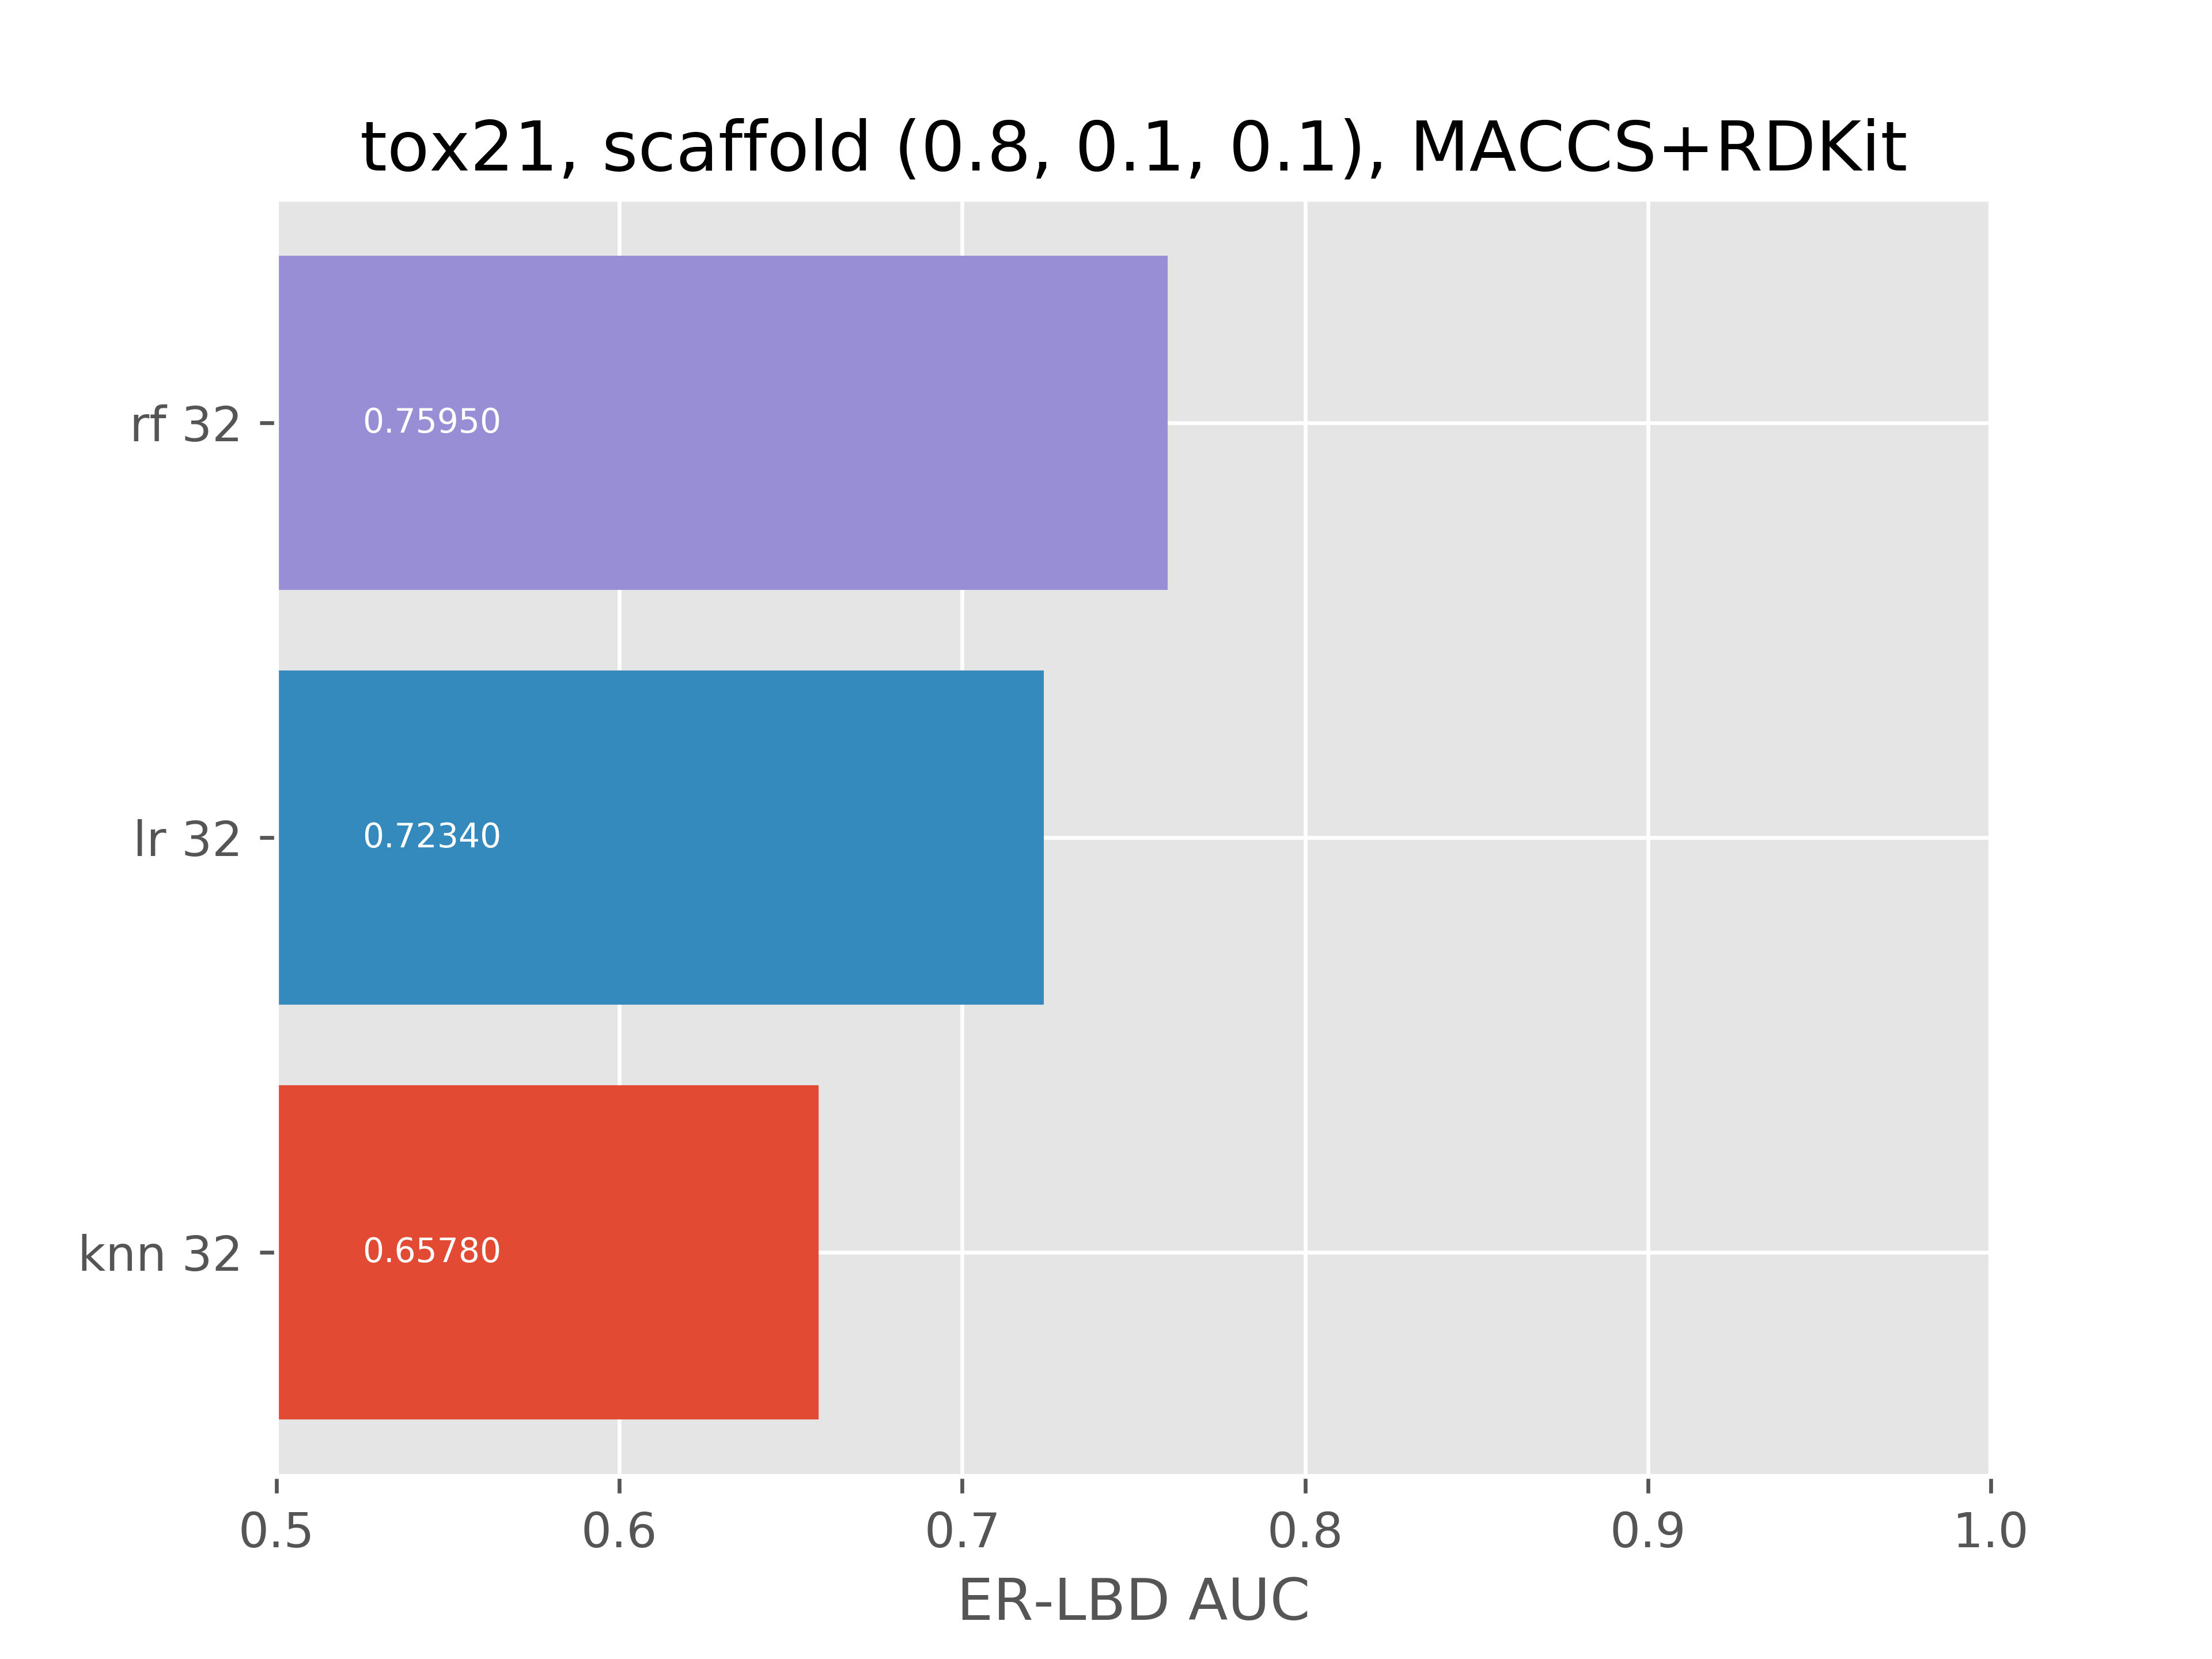 tox21, scaffold (0.8, 0.1, 0.1), MACCS+RDKit
rf 32
0.75950
lr 32
0.72340
knn 32
0.65780
0.5 0.6 0.7 0.8 0.9 1.0
ER-LBD AUC